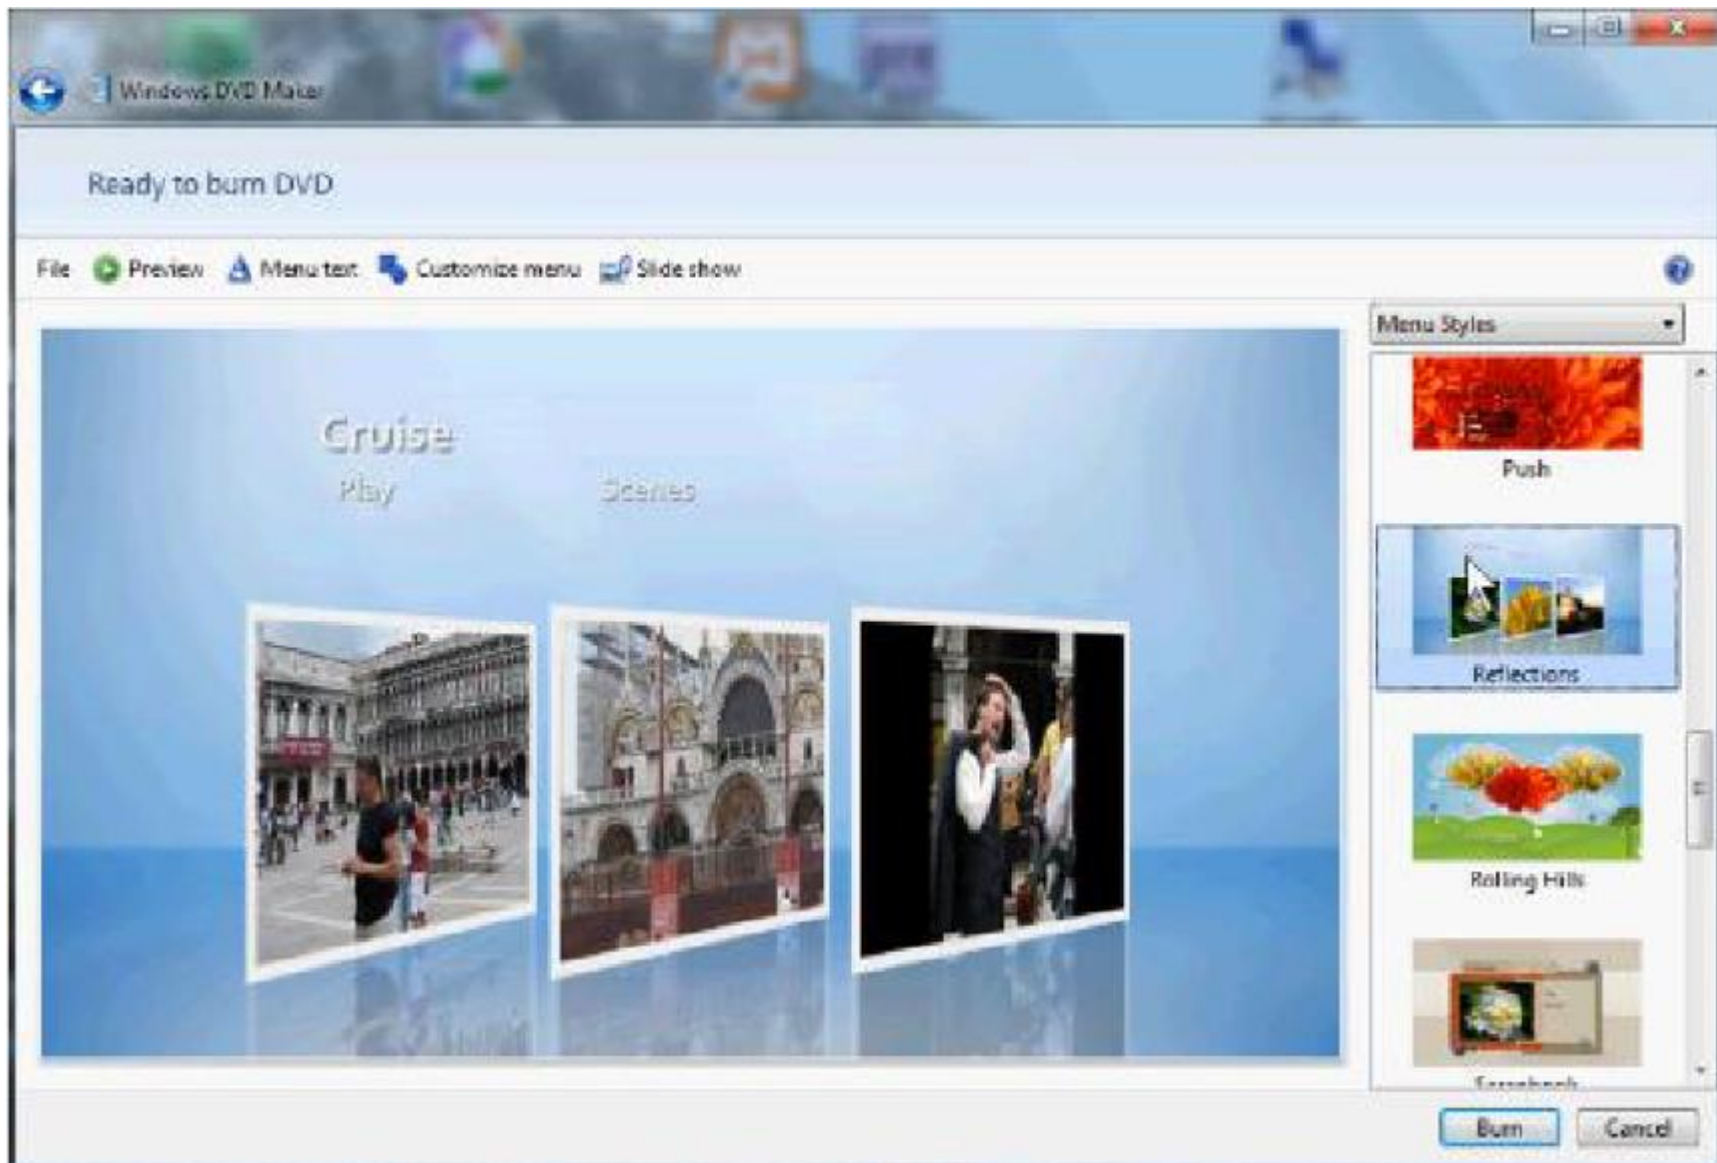 Windows DVD Maker
Ready to burn DVD
File Preview Menu text Customize menu Slide show
Menu Styles
Cruise
Play Scenes
Push
Reflections
Rolling Hills
Scrapbook
Burn Cancel